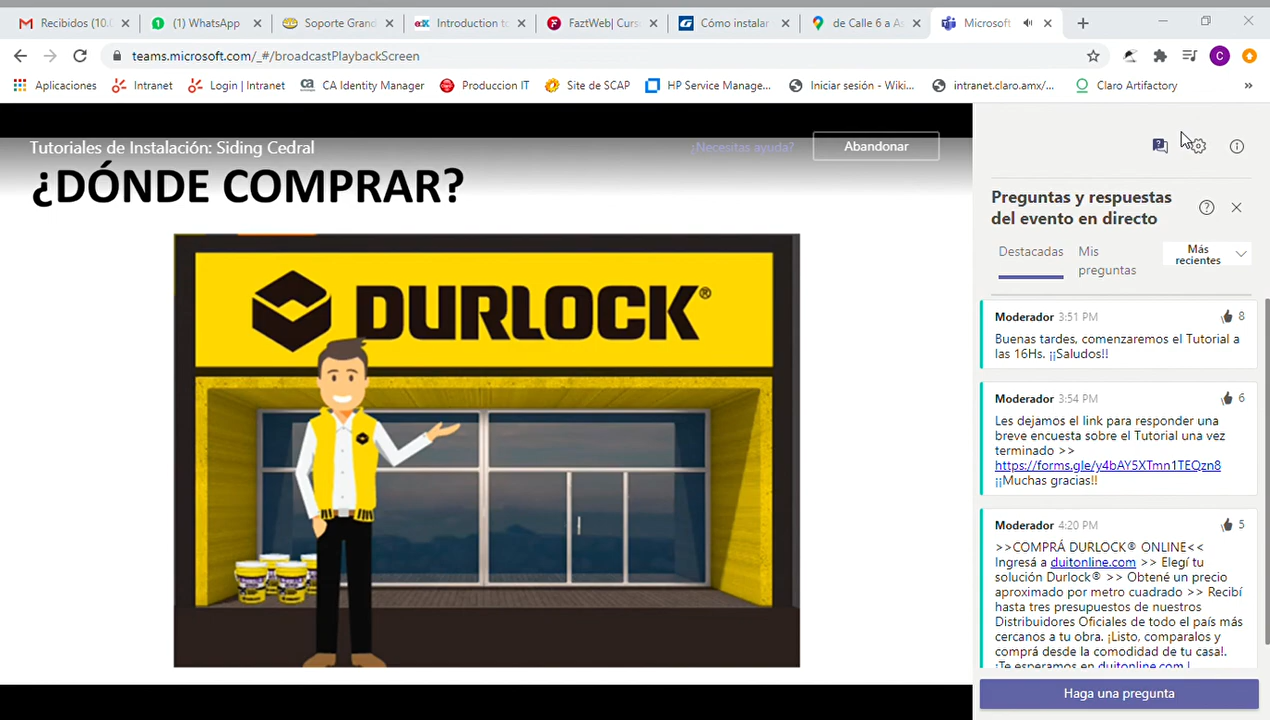 Recibidos (10.0
(1) WhatsApp
Soporte Grand
Introduction to
FaztWeb| Curs
Cómo instalar
de Calle 6 a A
Microsoft
teams.microsoft.com/_#/broadcastPlaybackScreen
C
Aplicaciones
Intranet
Login | Intranet
CA Identity Manager
Produccion IT
Site de SCAP
HP Service Manage...
Iniciar sesión – Wiki...
intranet.claro.amx/...
Claro Artifactory
»
Tutoriales de Instalación: Siding Cedral
¿Necesitas ayuda?
Abandonar
¿DÓNDE COMPRAR?
DURLOCK®
Preguntas y respuestas
del evento en directo
Destacadas
Mis
preguntas
Más
recientes
Moderador 3:51 PM
8
Buenas tardes, comenzaremos el Tutorial a
las 16Hs. ¡¡Saludos!!
Moderador 3:54 PM
6
Les dejamos el link para responder una
breve encuesta sobre el Tutorial una vez
terminado >>
https://forms.gle/y4bAY5XTmn1TEQzn8
¡¡Muchas gracias!!
Moderador 4:20 PM
5
>>COMPRÁ DURLOCK® ONLINE<<
Ingresá a duitonline.com >> Elegí tu
solución Durlock® >> Obtené un precio
aproximado por metro cuadrado >> Recibí
hasta tres presupuestos de nuestros
Distribuidores Oficiales de todo el país más
cercanos a tu obra. ¡Listo, comparalos y
comprá desde la comodidad de tu casa!.
¡Te esperamos en duitonline.com |
Haga una pregunta